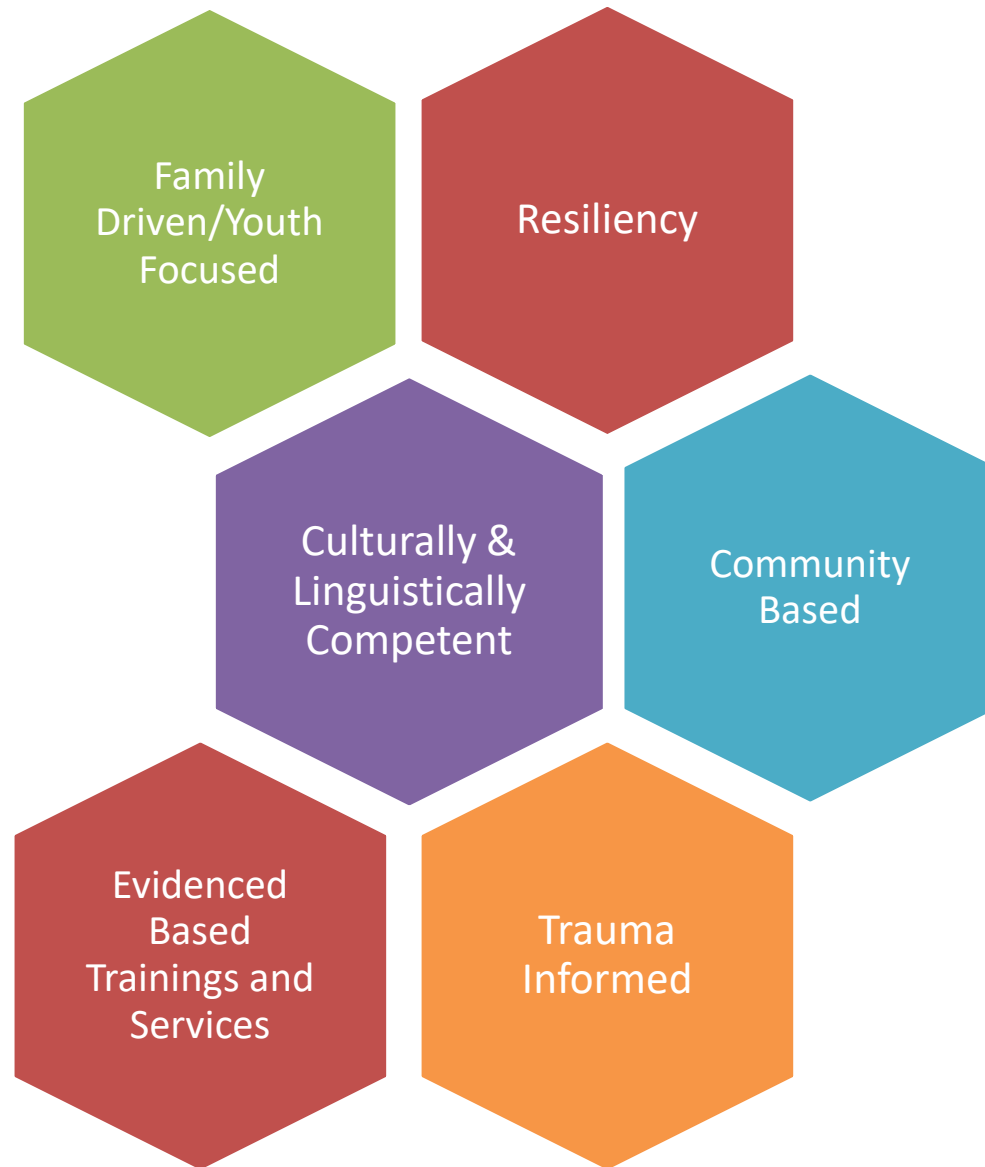 Family
Driven/Youth
Focused
Resiliency
Culturally &
Linguistically
Competent
Community
Based
Evidenced
Based
Trainings and
Services
Trauma
Informed